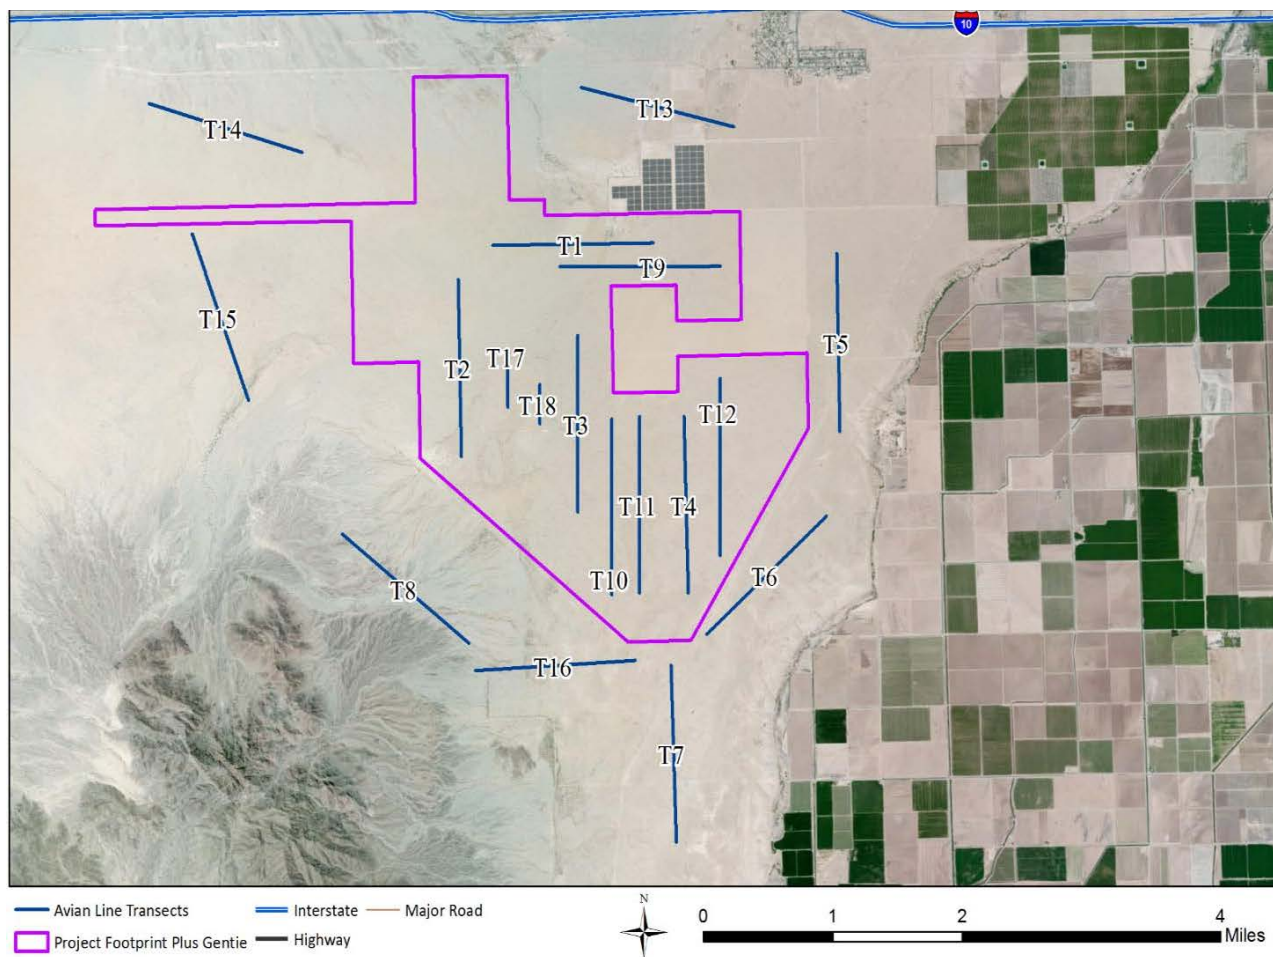 10
T13
T14
T1
T9
T15
T17
T5
T2
T18
T12
T3
T11
T4
T10
T6
T8
T16
T7
Avian Line Transects
Interstate
Major Road
Project Footprint Plus Gentie
Highway
N
0 1 2 4
Miles